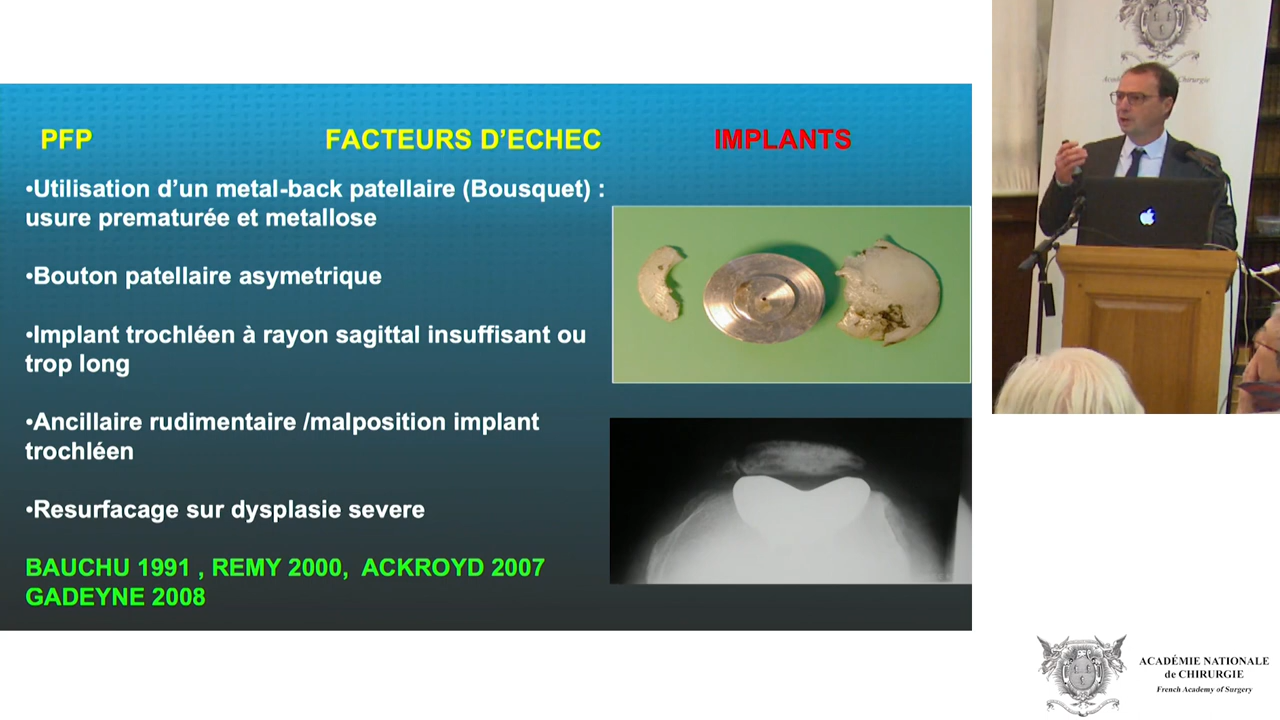 PFP FACTEURS D’ECHEC IMPLANTS
•Utilisation d’un metal-back patellaire (Bousquet) :
usure prematurée et metallose
•Bouton patellaire asymetrique
•Implant trochléen à rayon sagittal insuffisant ou
trop long
•Ancillaire rudimentaire /malposition implant
trochléen
•Resurfacage sur dysplasie severe
BAUCHU 1991 , REMY 2000, ACKROYD 2007
GADEYNE 2008
ACADÉMIE NATIONALE
de CHIRURGIE
French Academy of Surgery